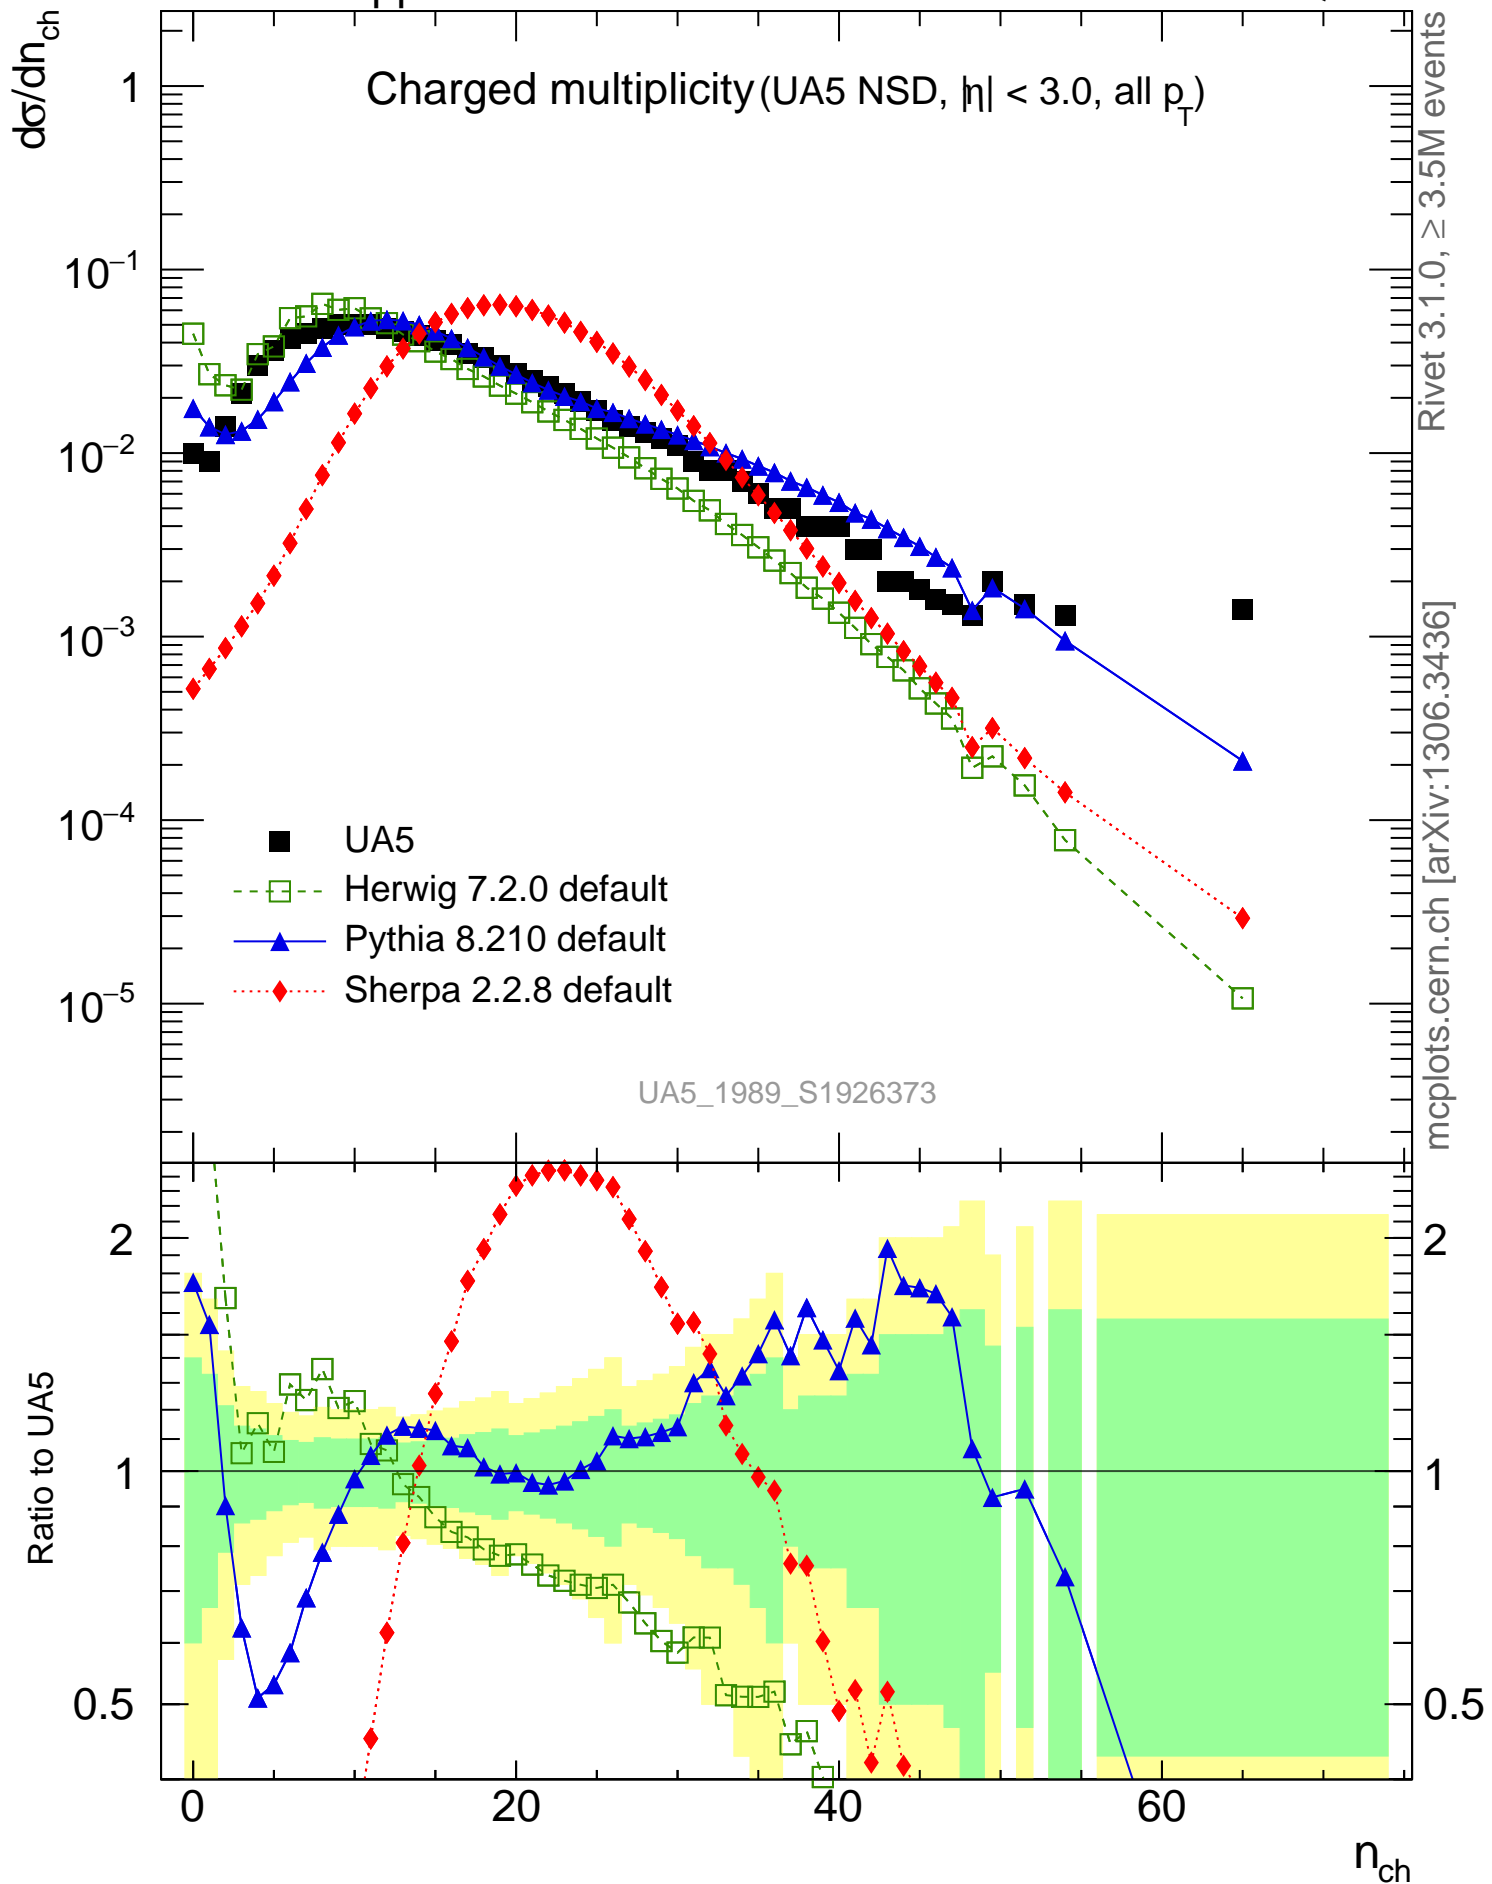 pp
dσ/dn_ch
Charged multiplicity (UA5 NSD, |η| < 3.0, all p_T)
1
10⁻¹
10⁻²
10⁻³
10⁻⁴
10⁻⁵
UA5
Herwig 7.2.0 default
Pythia 8.210 default
Sherpa 2.2.8 default
UA5_1989_S1926373
Rivet 3.1.0, ≥ 3.5M events
mcplots.cern.ch [arXiv:1306.3436]
Ratio to UA5
2
1
0.5
2
1
0.5
0 20 40 60
n_ch